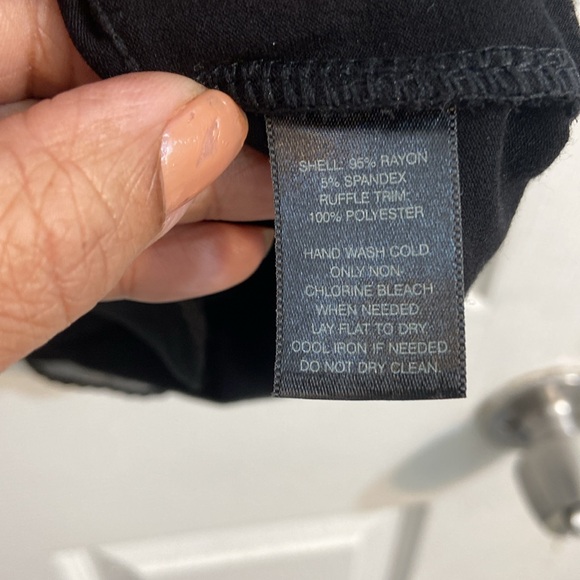 SHELL: 95% RAYON
5% SPANDEX
RUFFLE TRIM-
100% POLYESTER
HAND WASH COLD.
ONLY NON-
CHLORINE BLEACH
WHEN NEEDED.
LAY FLAT TO DRY.
COOL IRON IF NEEDED
DO NOT DRY CLEAN.